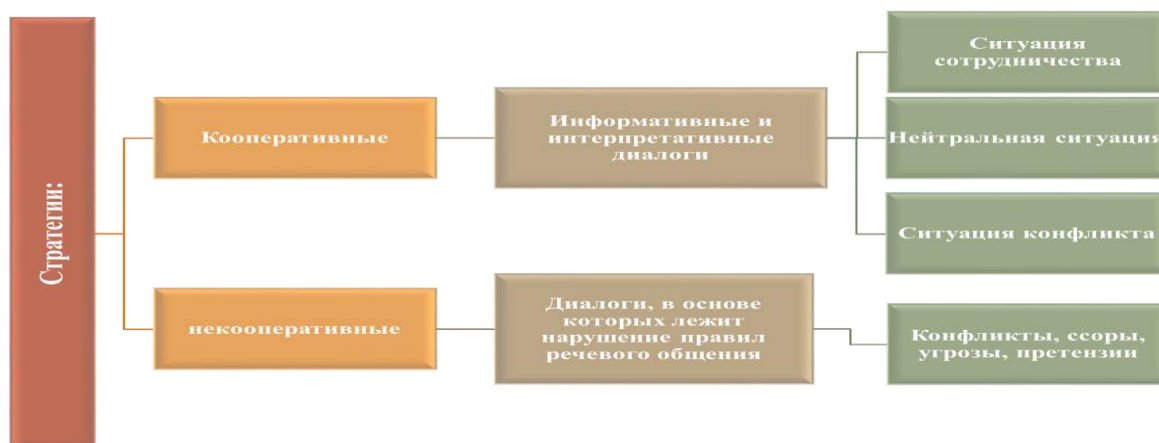 Стратегии:
Кооперативные
Информативные и
интерпретативные
диалоги
Ситуация
сотрудничества
Нейтральная ситуация
Ситуация конфликта
некооперативные
Диалоги, в основе
которых лежит
нарушение правил
речевого общения
Конфликты, ссоры,
угрозы, претензии